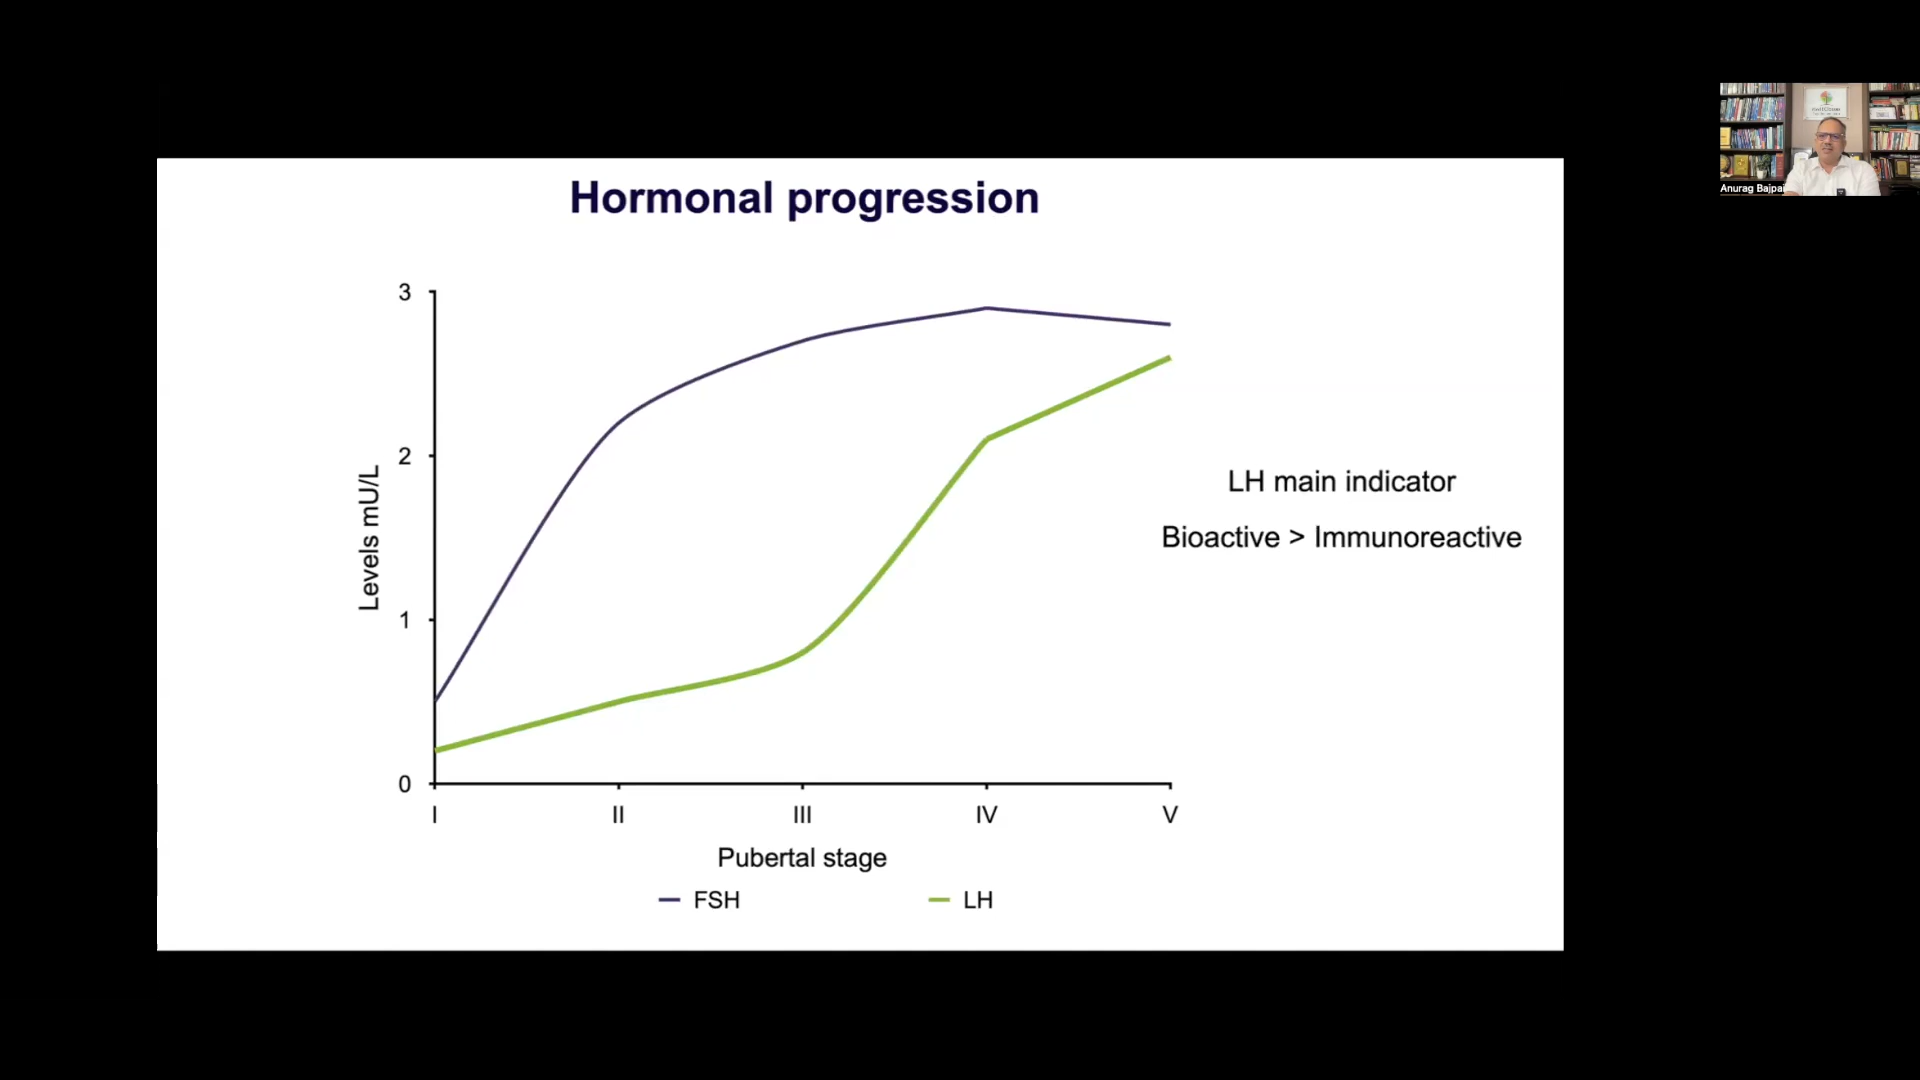 Hormonal progression
3
2
1
0
Levels mU/L
I
II
III
IV
V
Pubertal stage
FSH
LH
LH main indicator
Bioactive > Immunoreactive
Anurag Bajpai